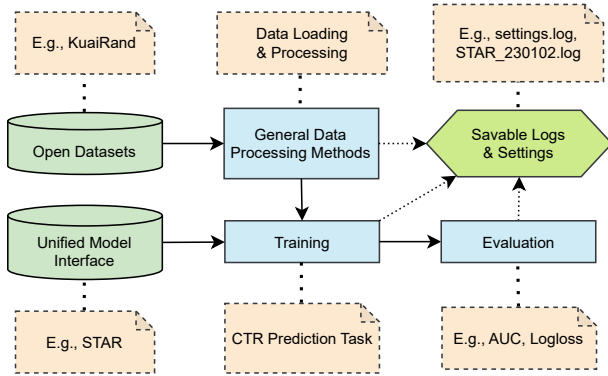 E.g., KuaiRand
Data Loading
& Processing
E.g., settings.log,
STAR_230102.log
Open Datasets
General Data
Processing Methods
Savable Logs
& Settings
Unified Model
Interface
Training
Evaluation
E.g., STAR
CTR Prediction Task
E.g., AUC, Logloss